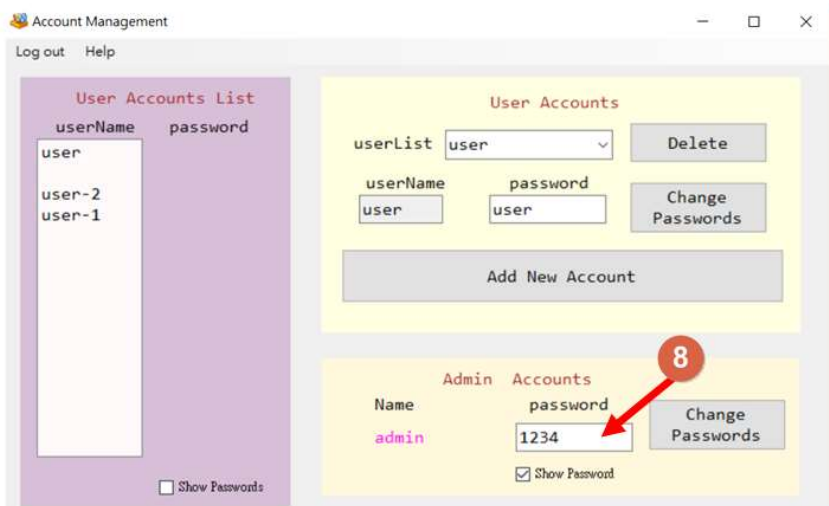 Account Management
Log out Help
User Accounts List
userName password
user
user-2
user-1
Show Passwords
User Accounts
userList user Delete
userName password
user user Change Passwords
Add New Account
8
Admin Accounts
Name password
admin 1234 Change Passwords
Show Password